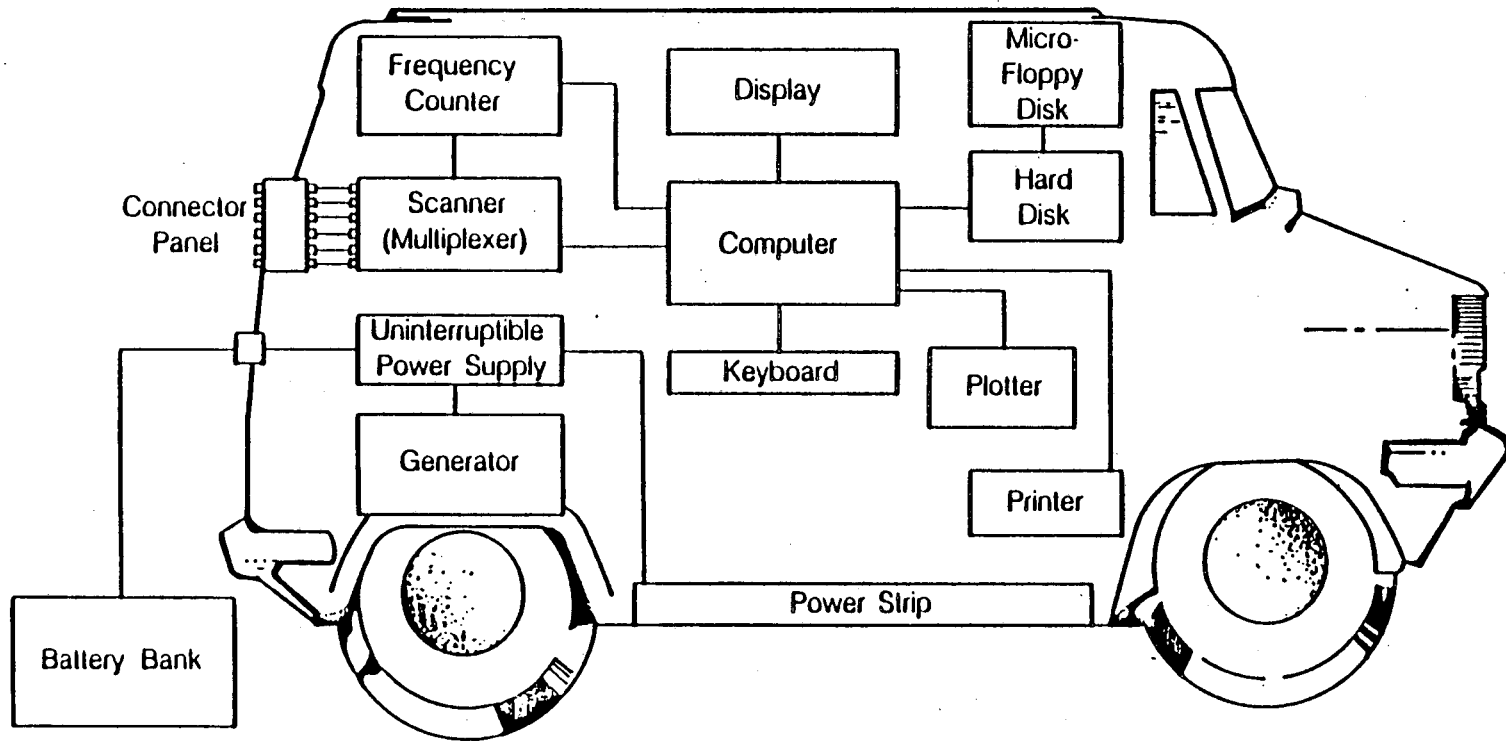 Frequency
Counter
Display
Micro-
Floppy
Disk
Connector
Panel
Scanner
(Multiplexer)
Computer
Hard
Disk
Uninterruptible
Power Supply
Keyboard
Plotter
Generator
Printer
Power Strip
Battery Bank